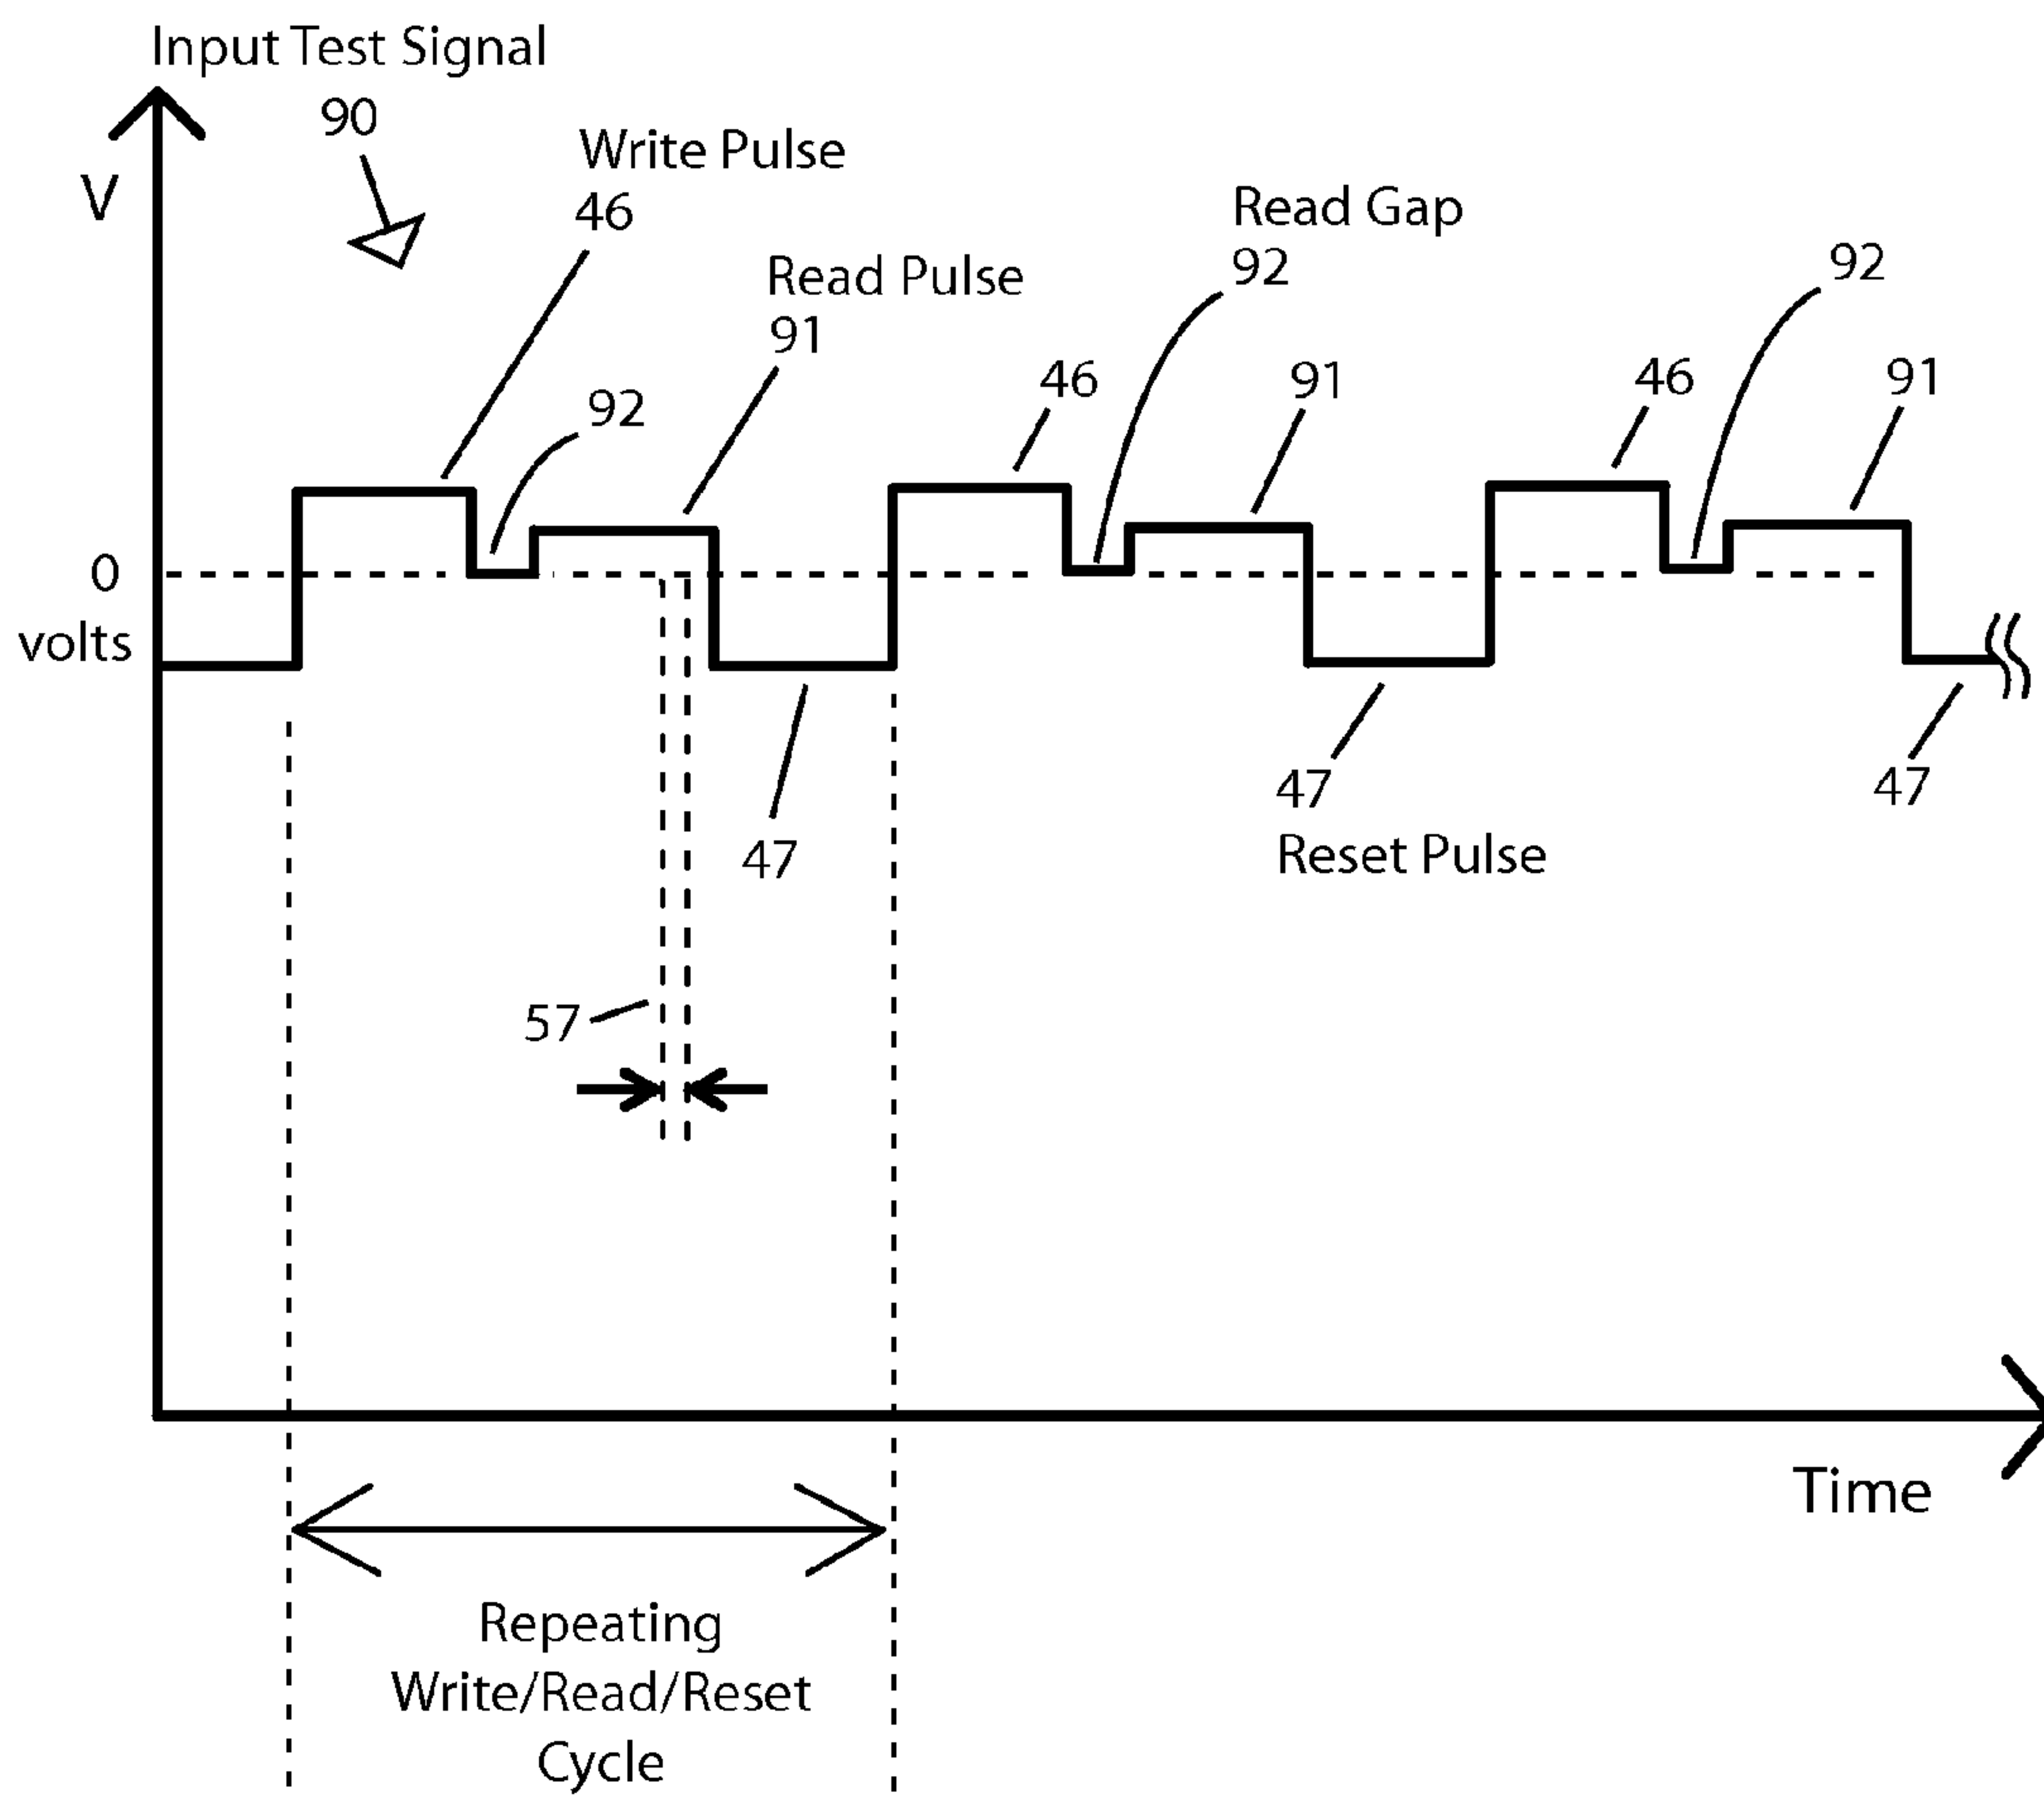 Input Test Signal
90
V
Write Pulse
46
Read Pulse
91
92
Read Gap
92
46
91
92
46
91
0
volts
47
47
Reset Pulse
47
57
Time
Repeating
Write/Read/Reset
Cycle